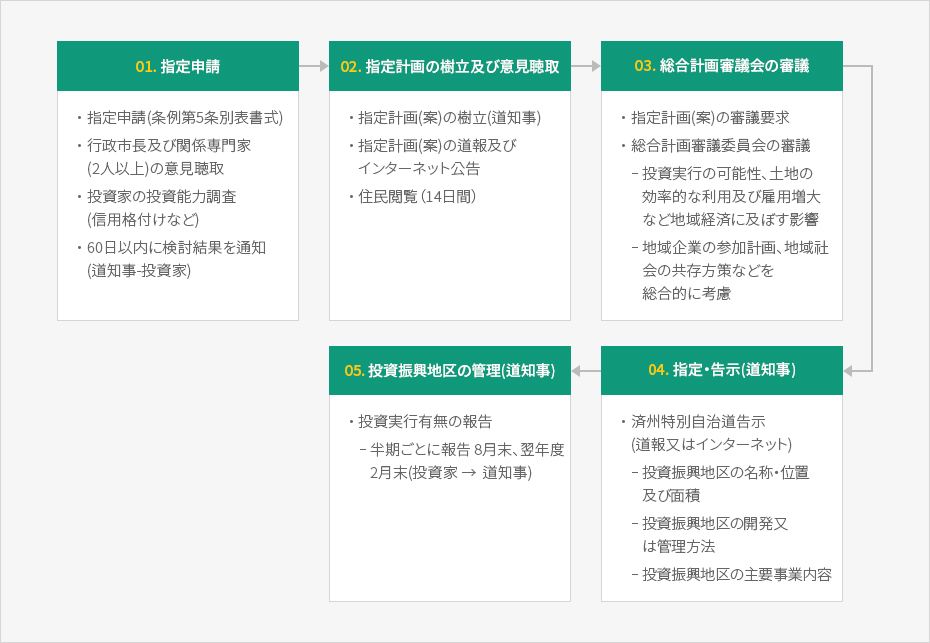 01. 指定申請
・指定申請(条例第5条別表書式)
・行政市長及び関係専門家
(2人以上)の意見聴取
・投資家の投資能力調査
(信用格付けなど)
・60日以内に検討結果を通知
(道知事-投資家)
02. 指定計画の樹立及び意見聴取
・指定計画(案)の樹立(道知事)
・指定計画(案)の道報及び
インターネット公告
・住民閲覧（14日間）
03. 総合計画審議会の審議
・指定計画(案)の審議要求
・総合計画審議委員会の審議
– 投資実行の可能性、土地の
効率的な利用及び雇用増大
など地域経済に及ぼす影響
– 地域企業の参加計画、地域社
会の共存方策などを
総合的に考慮
04. 指定・告示(道知事)
・済州特別自治道告示
(道報又はインターネット)
– 投資振興地区の名称・位置
及び面積
– 投資振興地区の開発又
は管理方法
– 投資振興地区の主要事業内容
05. 投資振興地区の管理(道知事)
・投資実行有無の報告
– 半期ごとに報告 8月末、翌年度
2月末(投資家 → 道知事)